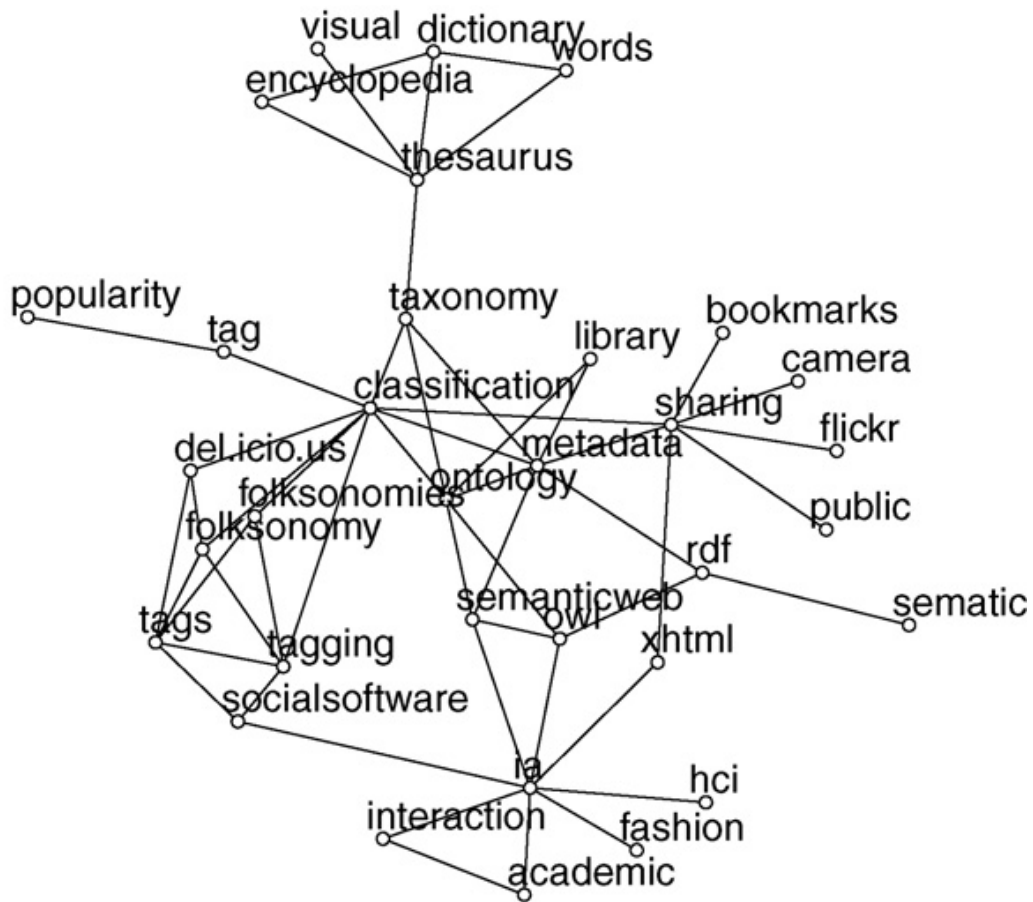 visual
dictionary
words
encyclopedia
thesaurus
popularity
taxonomy
tag
library
bookmarks
camera
classification
sharing
flickr
del.icio.us
metadata
ontology
folksonomies
folksonomy
public
rdf
semanticweb
owl
sematic
tags
tagging
xhtml
socialsoftware
ia
hci
interaction
fashion
academic